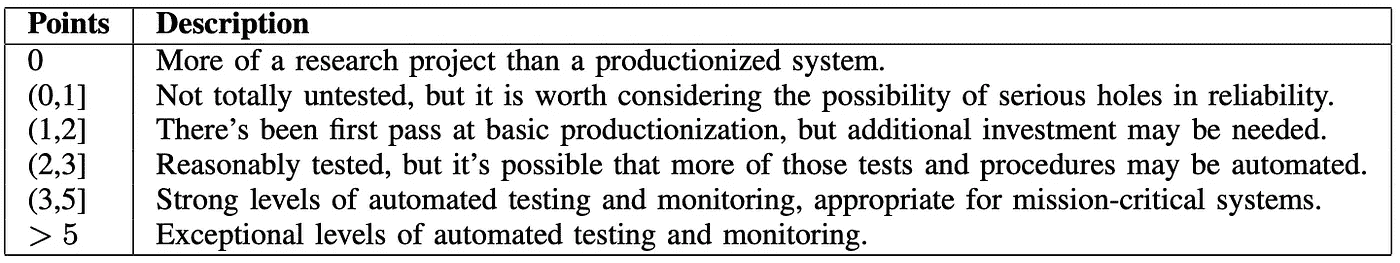 Points Description
0 More of a research project than a productionized system.
(0,1] Not totally untested, but it is worth considering the possibility of serious holes in reliability.
(1,2] There's been first pass at basic productionization, but additional investment may be needed.
(2,3] Reasonably tested, but it's possible that more of those tests and procedures may be automated.
(3,5] Strong levels of automated testing and monitoring, appropriate for mission-critical systems.
> 5 Exceptional levels of automated testing and monitoring.